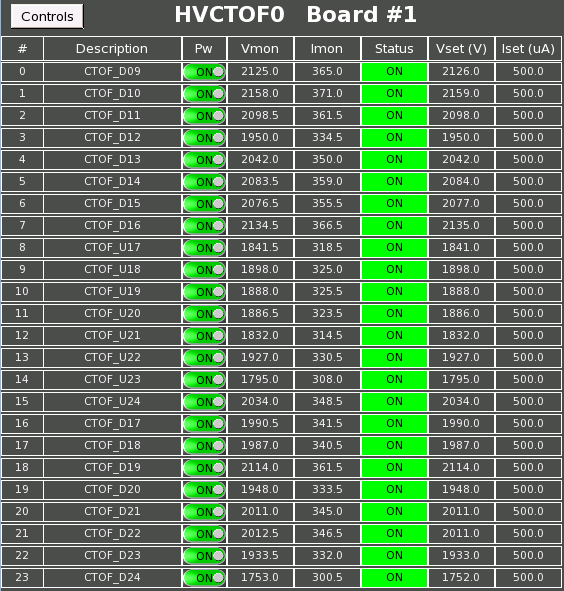 Controls HVCTOF0 Board #1
# Description Pw Vmon Imon Status Vset (V) Iset (uA)
0 CTOF_D09 ON 2125.0 365.0 ON 2126.0 500.0
1 CTOF_D10 ON 2158.0 371.0 ON 2159.0 500.0
2 CTOF_D11 ON 2098.5 361.5 ON 2098.0 500.0
3 CTOF_D12 ON 1950.0 334.5 ON 1950.0 500.0
4 CTOF_D13 ON 2042.0 350.0 ON 2042.0 500.0
5 CTOF_D14 ON 2083.5 359.0 ON 2084.0 500.0
6 CTOF_D15 ON 2076.5 355.5 ON 2077.0 500.0
7 CTOF_D16 ON 2134.5 366.5 ON 2135.0 500.0
8 CTOF_U17 ON 1841.5 318.5 ON 1841.0 500.0
9 CTOF_U18 ON 1898.0 325.0 ON 1898.0 500.0
10 CTOF_U19 ON 1888.0 325.5 ON 1888.0 500.0
11 CTOF_U20 ON 1886.5 323.5 ON 1886.0 500.0
12 CTOF_U21 ON 1832.0 314.5 ON 1832.0 500.0
13 CTOF_U22 ON 1927.0 330.5 ON 1927.0 500.0
14 CTOF_U23 ON 1795.0 308.0 ON 1795.0 500.0
15 CTOF_U24 ON 2034.0 348.5 ON 2034.0 500.0
16 CTOF_D17 ON 1990.5 341.5 ON 1990.0 500.0
17 CTOF_D18 ON 1987.0 340.5 ON 1987.0 500.0
18 CTOF_D19 ON 2114.0 361.5 ON 2114.0 500.0
19 CTOF_D20 ON 1948.0 333.5 ON 1948.0 500.0
20 CTOF_D21 ON 2011.0 345.0 ON 2011.0 500.0
21 CTOF_D22 ON 2012.5 346.5 ON 2011.0 500.0
22 CTOF_D23 ON 1933.5 332.0 ON 1933.0 500.0
23 CTOF_D24 ON 1753.0 300.5 ON 1752.0 500.0